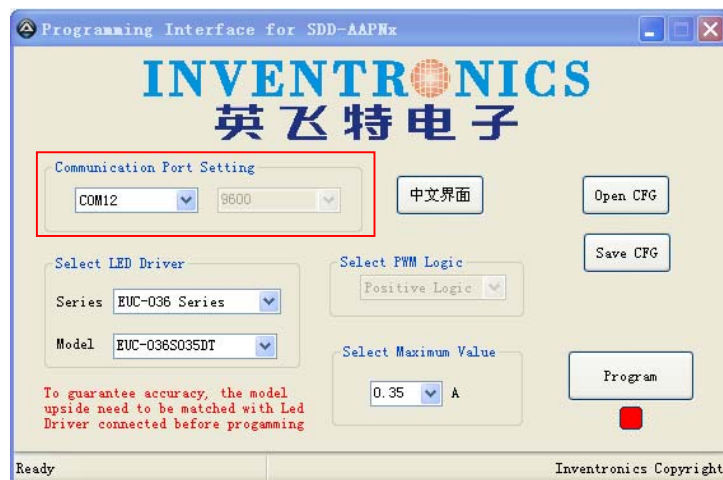 Programming Interface for SDD-AAPNx
INVENTRONICS
英飞特电子
Communication Port Setting
COM12
9600
中文界面
Open CFG
Save CFG
Select LED Driver
Series EUC-036 Series
Model EUC-036S035DT
Select PWM Logic
Positive Logic
Select Maximum Value
0.35 A
Program
To guarantee accuracy, the model
upside need to be matched with Led
Driver connected before progamming
Ready
Inventronics Copyright